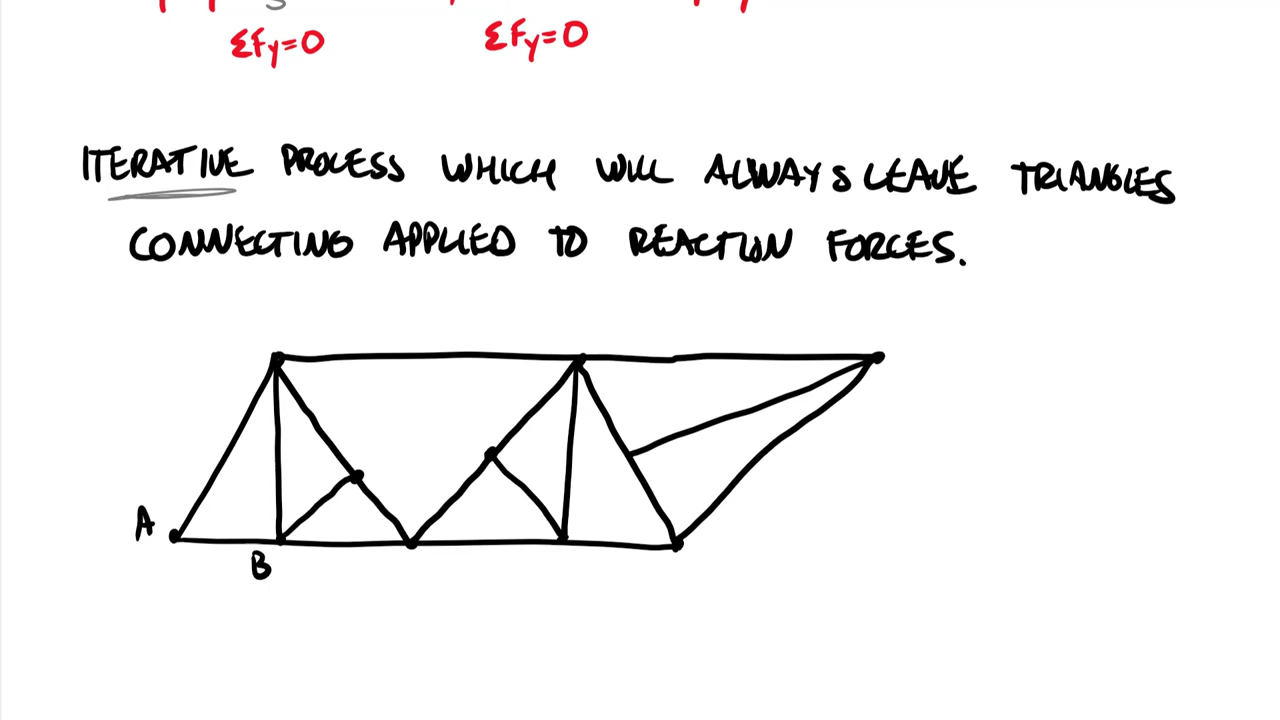 ΣFy=0 ΣFy=0
ITERATIVE PROCESS WHICH WILL ALWAYS LEAVE TRIANGLES
CONNECTING APPLIED TO REACTION FORCES.
A
B